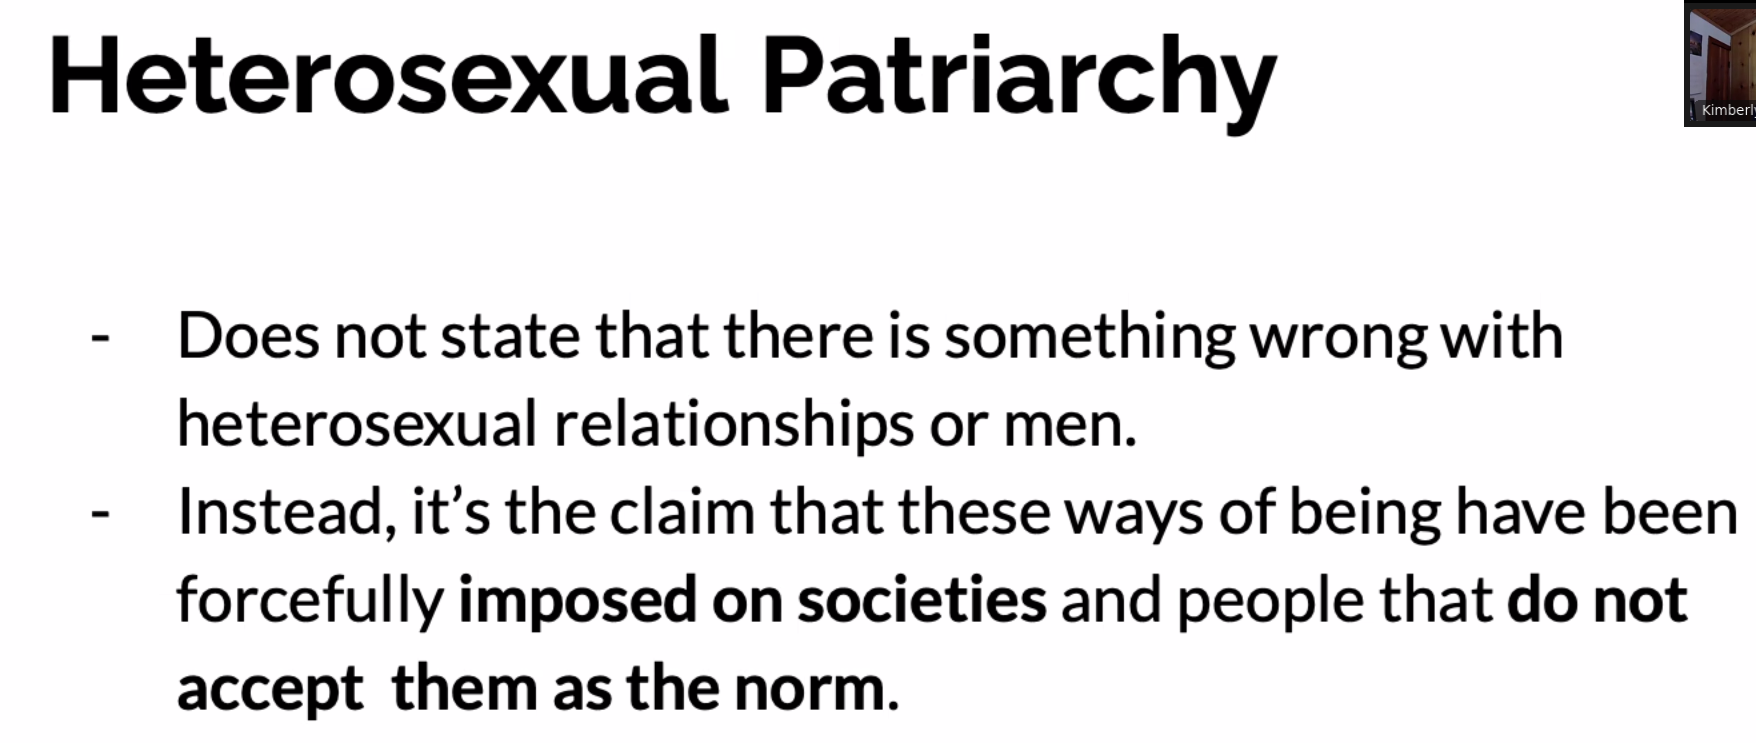 Heterosexual Patriarchy
Kimberly
- Does not state that there is something wrong with
heterosexual relationships or men.
- Instead, it’s the claim that these ways of being have been
forcefully imposed on societies and people that do not
accept  them as the norm.